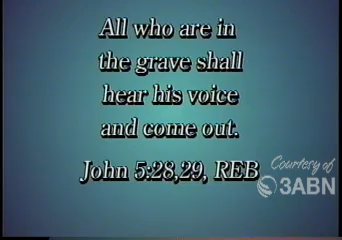 All who are in
the grave shall
hear his voice
and come out.
John 5:28,29, REB
Courtesy of
3ABN